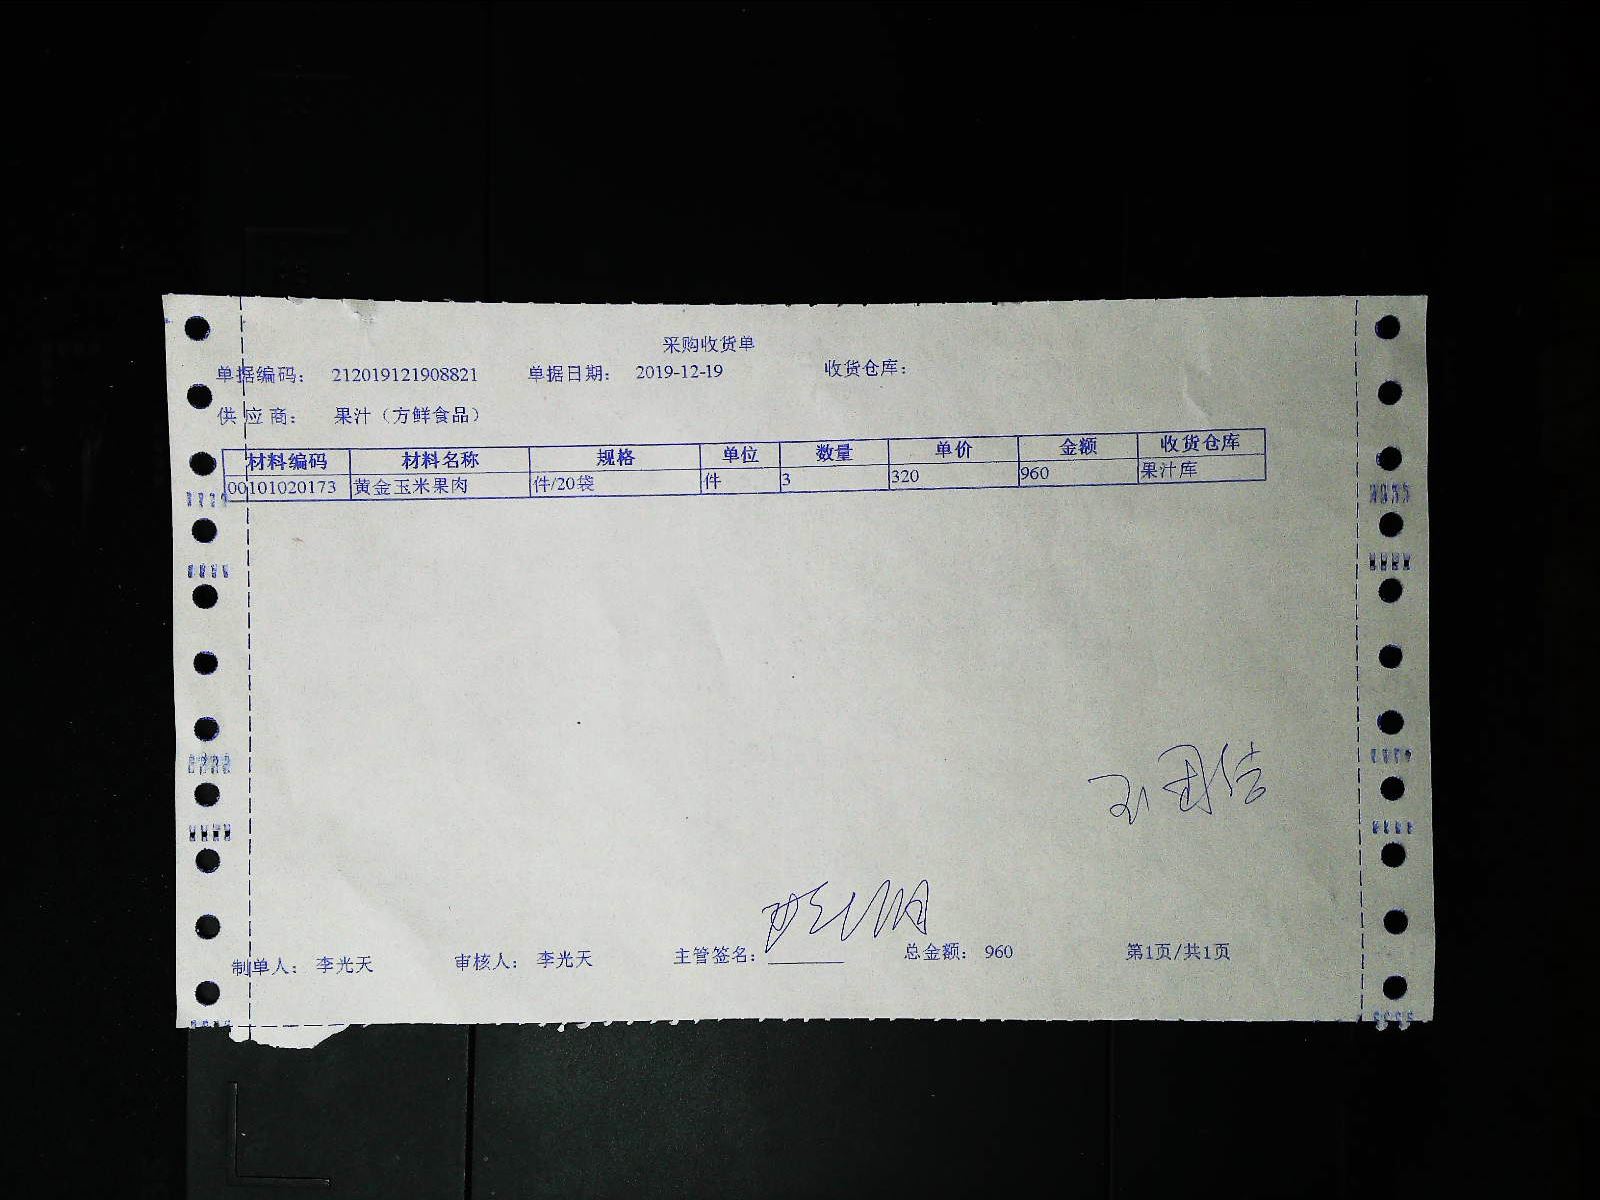 采购收货单
单据编码： 212019121908821 单据日期： 2019-12-19 收货仓库：
供应商： 果汁（方鲜食品）
材料编码 材料名称 规格 单位 数量 单价 金额 收货仓库
00101020173 黄金玉米果肉 件/20袋 件 3 320 960 果汁库
制单人： 李光天 审核人： 李光天 主管签名： 总金额： 960 第1页/共1页